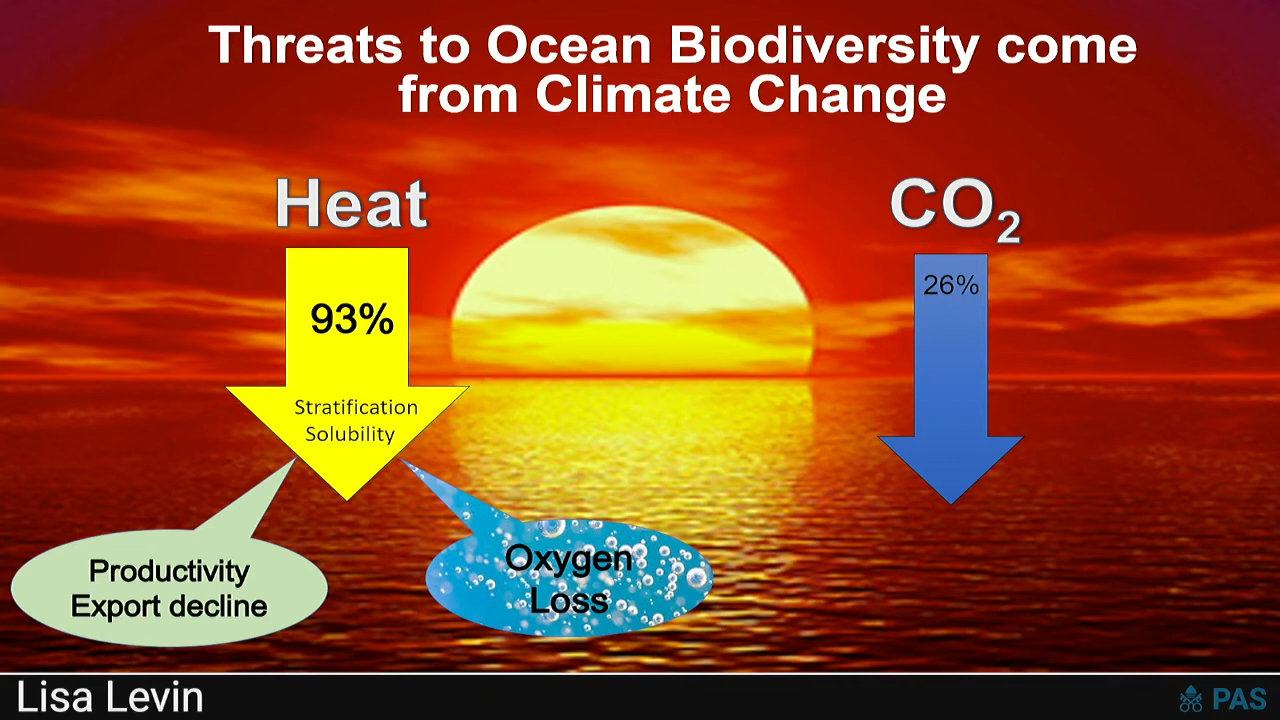 Threats to Ocean Biodiversity come
from Climate Change
Heat
CO₂
93%
26%
Stratification
Solubility
Productivity
Export decline
Oxygen
Loss
Lisa Levin
PAS